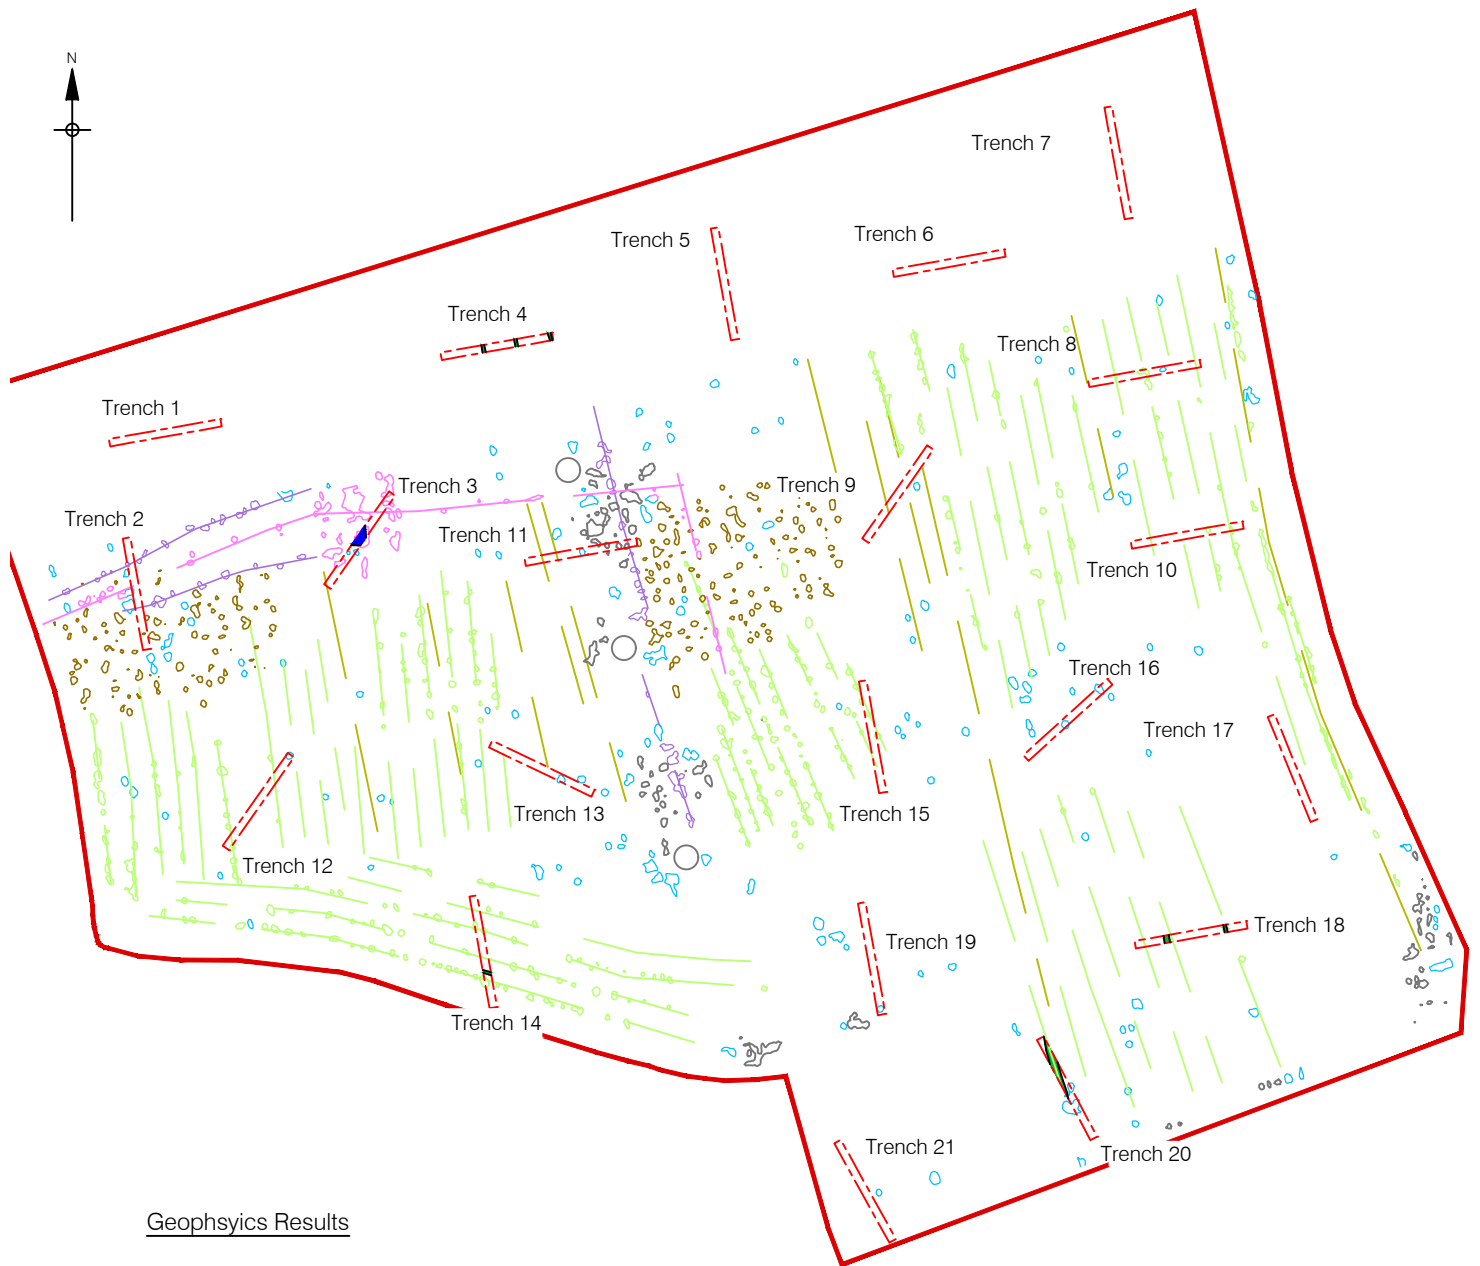 N
Trench 7
Trench 6
Trench 5
Trench 4
Trench 8
Trench 1
Trench 3
Trench 9
Trench 2
Trench 11
Trench 10
Trench 16
Trench 17
Trench 13
Trench 15
Trench 12
Trench 18
Trench 19
Trench 14
Trench 21
Trench 20
Geophsyics Results